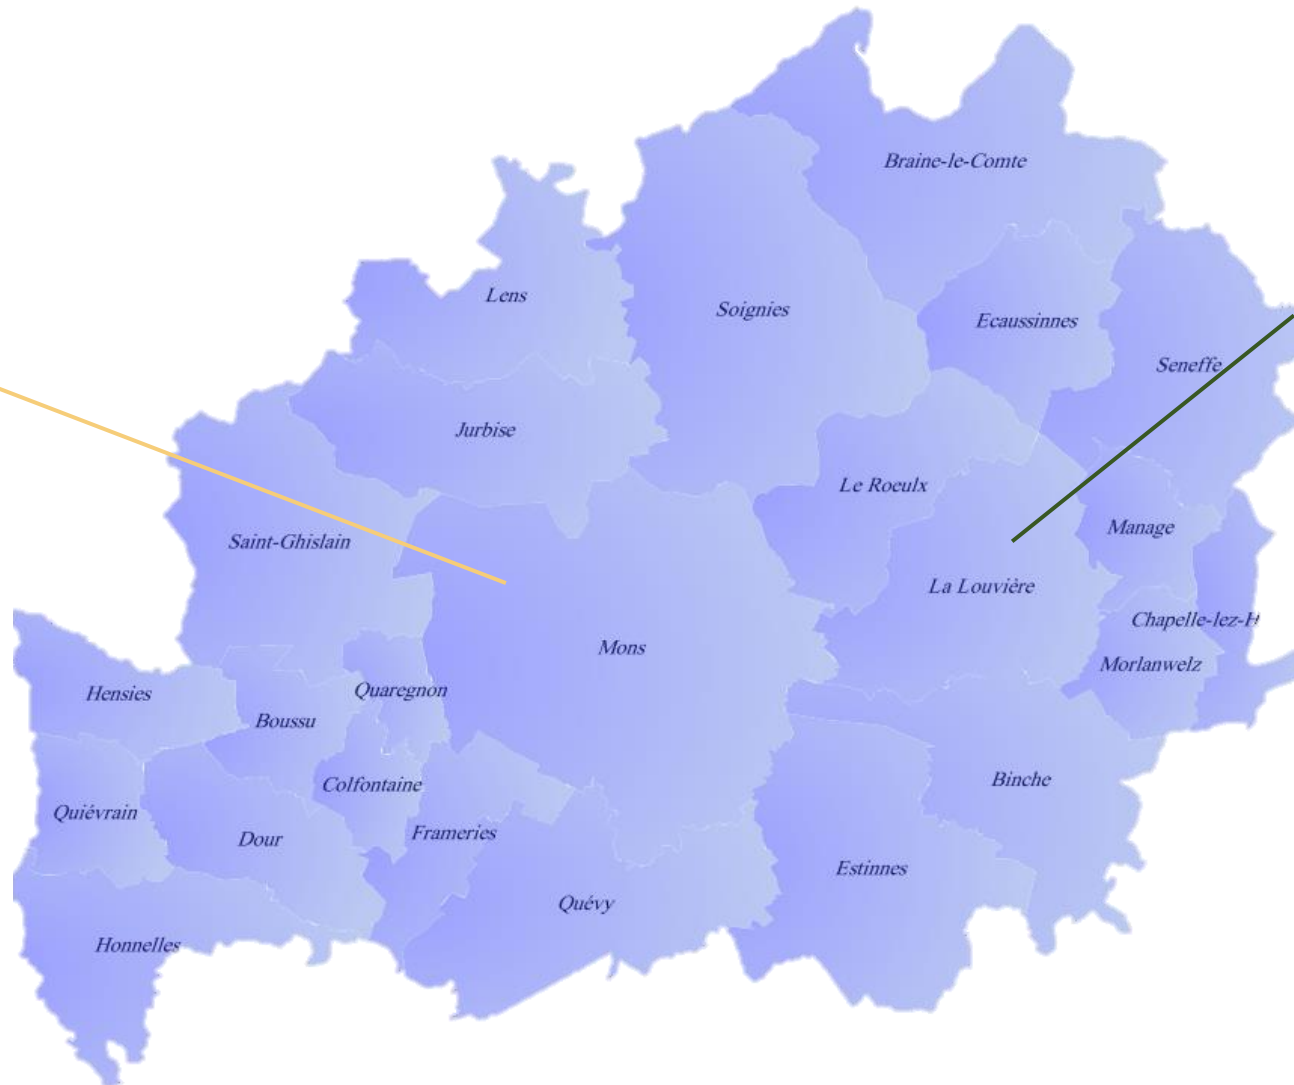 Braine-le-Comte
Lens
Soignies
Ecaussinnes
Seneffe
Jurbise
Le Roeulx
Manage
Saint-Ghislain
La Louvière
Chapelle-lez-H
Mons
Morlanwelz
Hensies
Quaregnon
Boussu
Binche
Colfontaine
Quiévrain
Frameries
Dour
Estinnes
Quévy
Honnelles